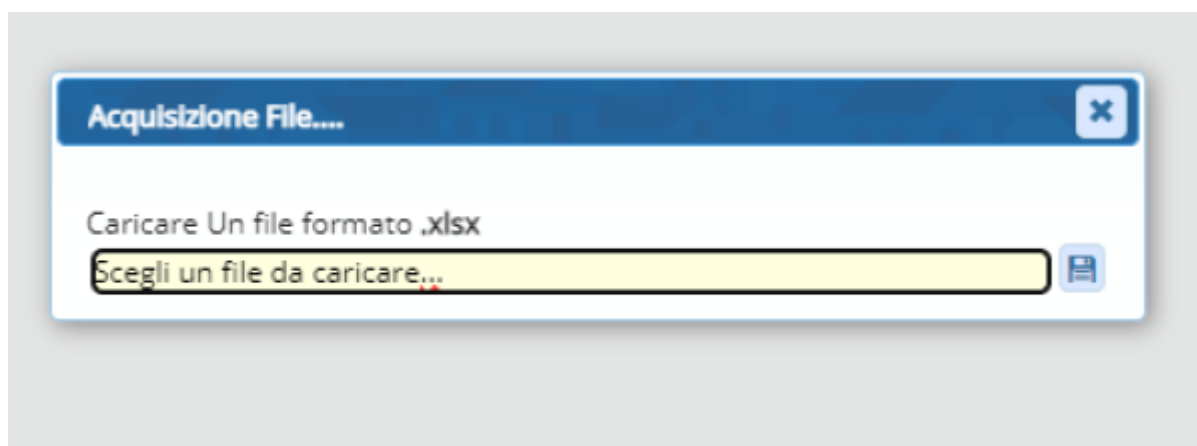 Acquisizione File....
Caricare Un file formato .xlsx
Scegli un file da caricare...